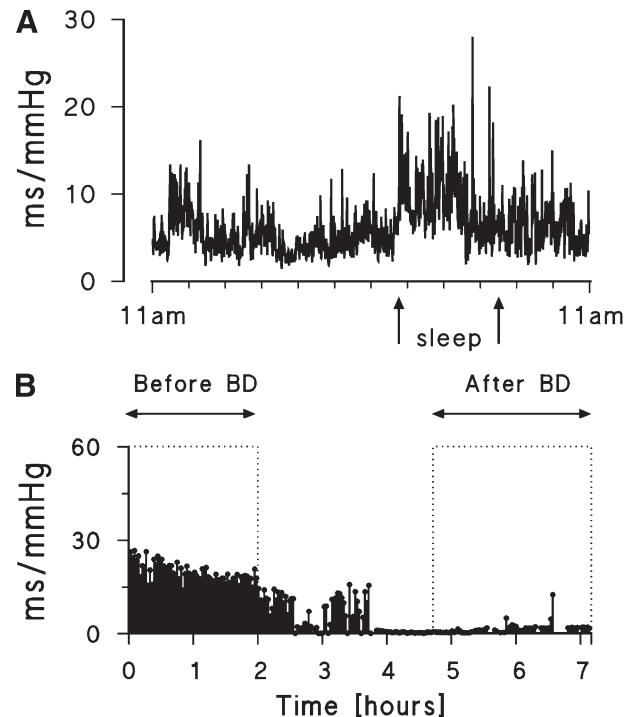 A
30
20
10
0
ms/mmHg
11am
11am
sleep
B
Before BD
After BD
60
30
0
ms/mmHg
0 1 2 3 4 5 6 7
Time [hours]